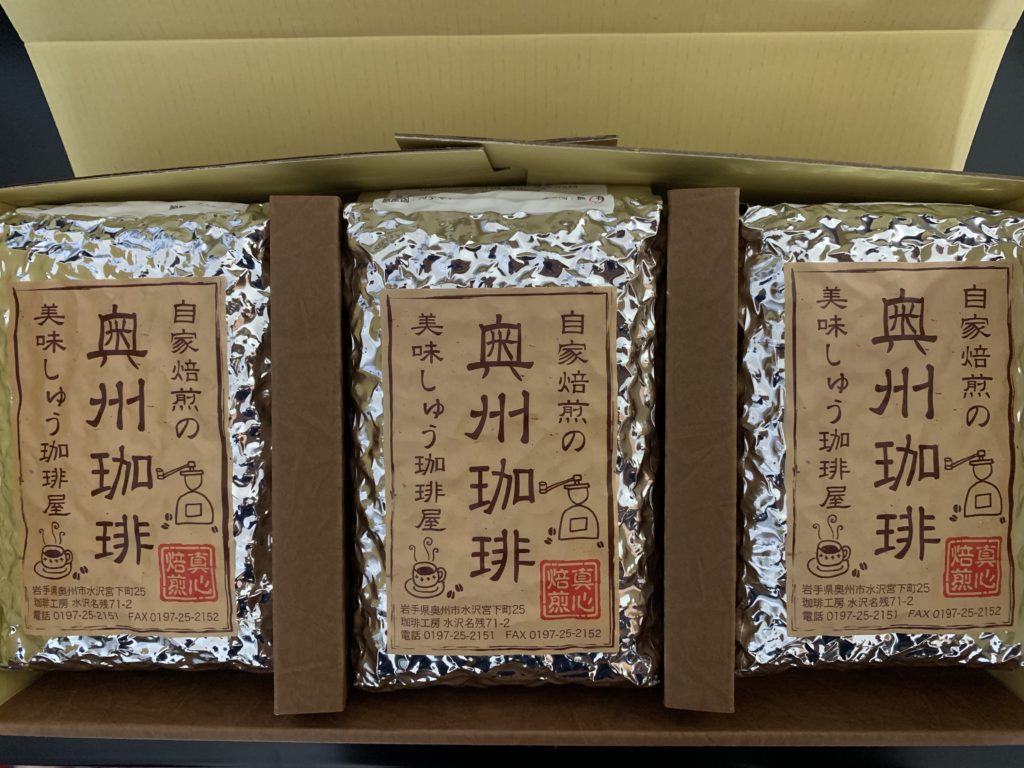 自家焙煎の
奥州珈琲
美味しゅう珈琲屋
真心
焙煎
岩手県奥州市水沢宮下町25
珈琲工房 水沢名残71-2
電話 0197-25-2151 FAX 0197-25-2152
自家焙煎の
奥州珈琲
美味しゅう珈琲屋
真心
焙煎
岩手県奥州市水沢宮下町25
珈琲工房 水沢名残71-2
電話 0197-25-2151 FAX 0197-25-2152
自家焙煎の
奥州珈琲
美味しゅう珈琲屋
真心
焙煎
岩手県奥州市水沢宮下町25
珈琲工房 水沢名残71-2
電話 0197-25-2151 FAX 0197-25-2152